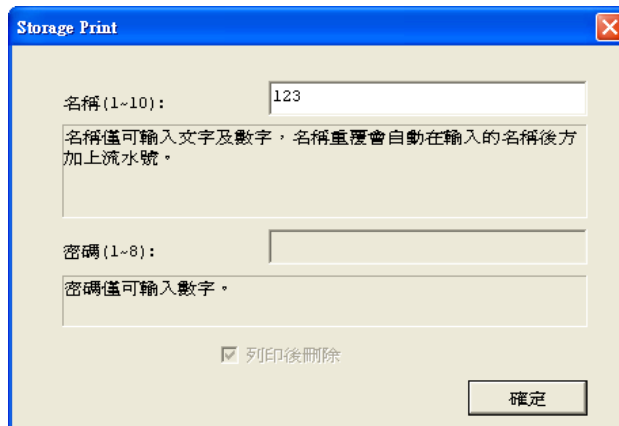 Storage Print
名稱(1~10):
123
名稱僅可輸入文字及數字，名稱重覆會自動在輸入的名稱後方
加上流水號。
密碼(1~8):
密碼僅可輸入數字。
列印後刪除
確定